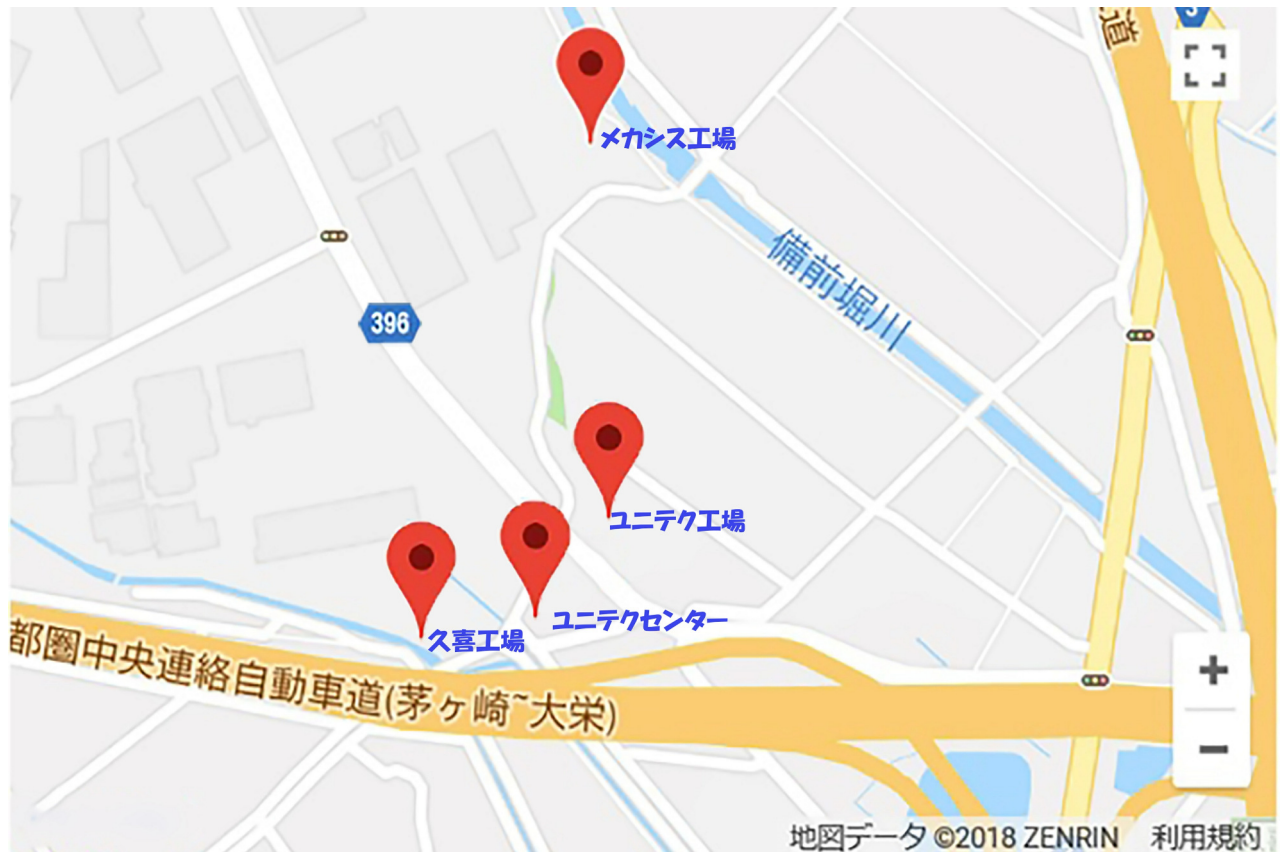 道
3
メカシス工場
備前堀川
396
ユニテク工場
ユニテクセンター
久喜工場
都圏中央連絡自動車道(茅ヶ崎~大栄)
地図データ ©2018 ZENRIN 利用規約